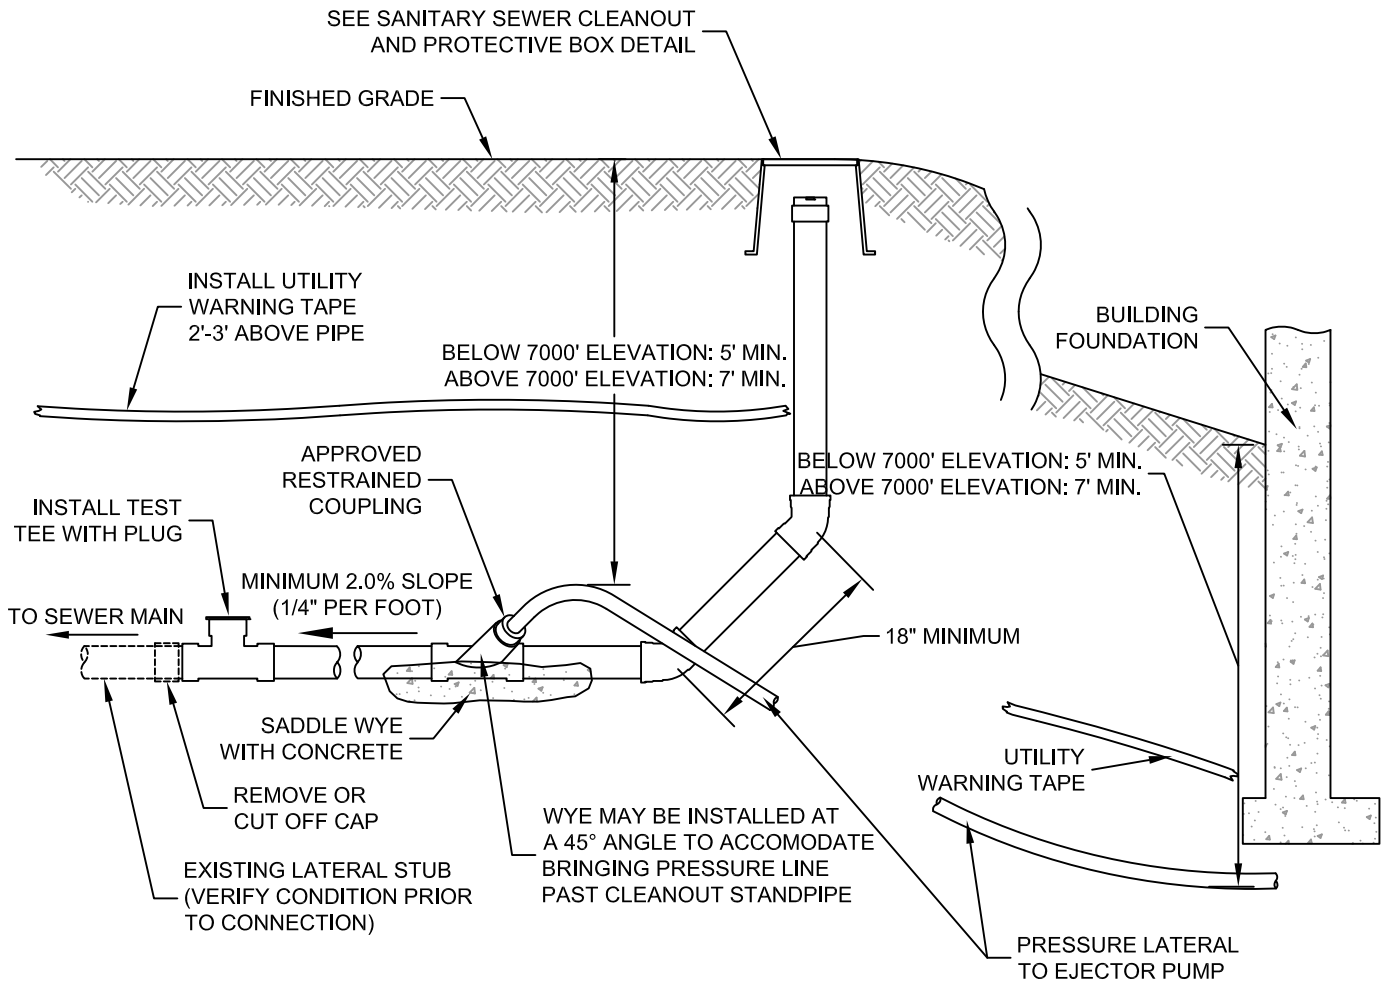 SEE SANITARY SEWER CLEANOUT
AND PROTECTIVE BOX DETAIL
FINISHED GRADE
INSTALL UTILITY
WARNING TAPE
2'-3' ABOVE PIPE
BUILDING
FOUNDATION
BELOW 7000' ELEVATION: 5' MIN.
ABOVE 7000' ELEVATION: 7' MIN.
APPROVED
RESTRAINED
COUPLING
BELOW 7000' ELEVATION: 5' MIN.
ABOVE 7000' ELEVATION: 7' MIN.
INSTALL TEST
TEE WITH PLUG
MINIMUM 2.0% SLOPE
(1/4" PER FOOT)
TO SEWER MAIN
18" MINIMUM
SADDLE WYE
WITH CONCRETE
UTILITY
WARNING TAPE
REMOVE OR
CUT OFF CAP
WYE MAY BE INSTALLED AT
A 45° ANGLE TO ACCOMODATE
BRINGING PRESSURE LINE
PAST CLEANOUT STANDPIPE
EXISTING LATERAL STUB
(VERIFY CONDITION PRIOR
TO CONNECTION)
PRESSURE LATERAL
TO EJECTOR PUMP